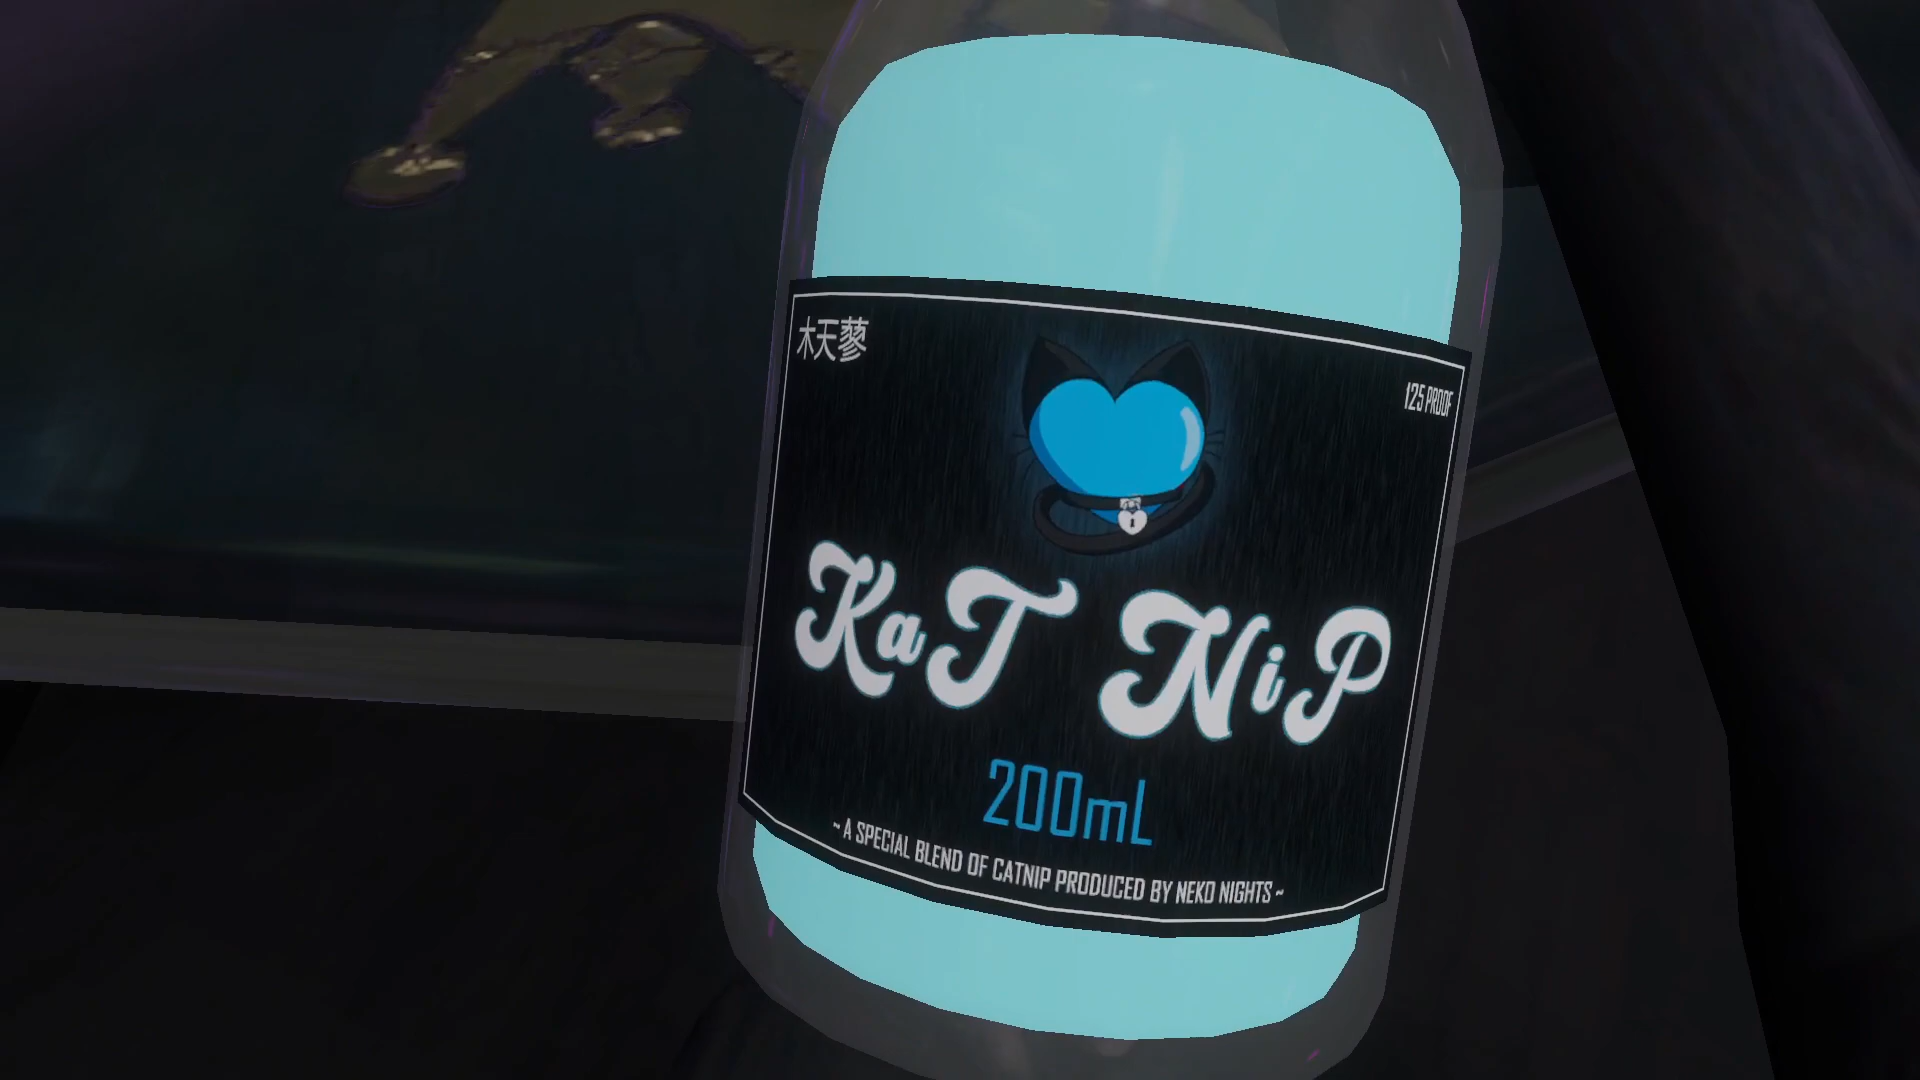 木天蓼
125 PROOF
KaT NiP
200mL
~ A SPECIAL BLEND OF CATNIP PRODUCED BY NEKO NIGHTS ~